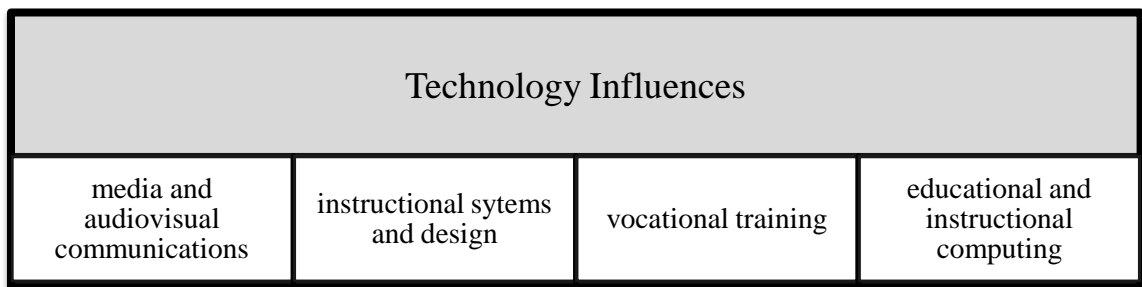 Technology Influences
media and
audiovisual
communications
instructional sytems
and design
vocational training
educational and
instructional
computing